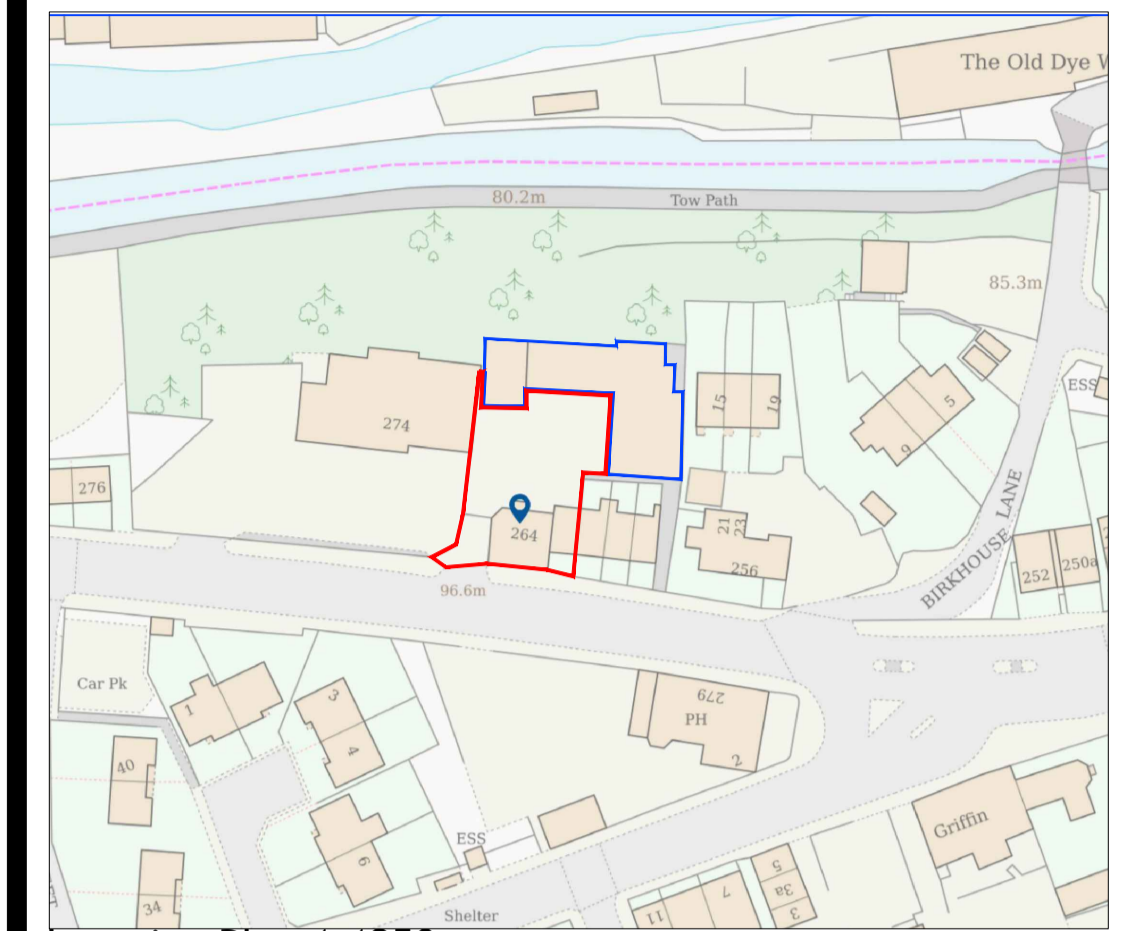 The Old Dye W
80.2m
Tow Path
85.3m
ESS
274
15
19
5
9
276
264
21
23
256
BIRKHOUSE LANE
252
250a
96.6m
Car Pk
1
3
4
279
PH
2
40
6
ESS
Griffin
34
Shelter
11
7
5
3a
3